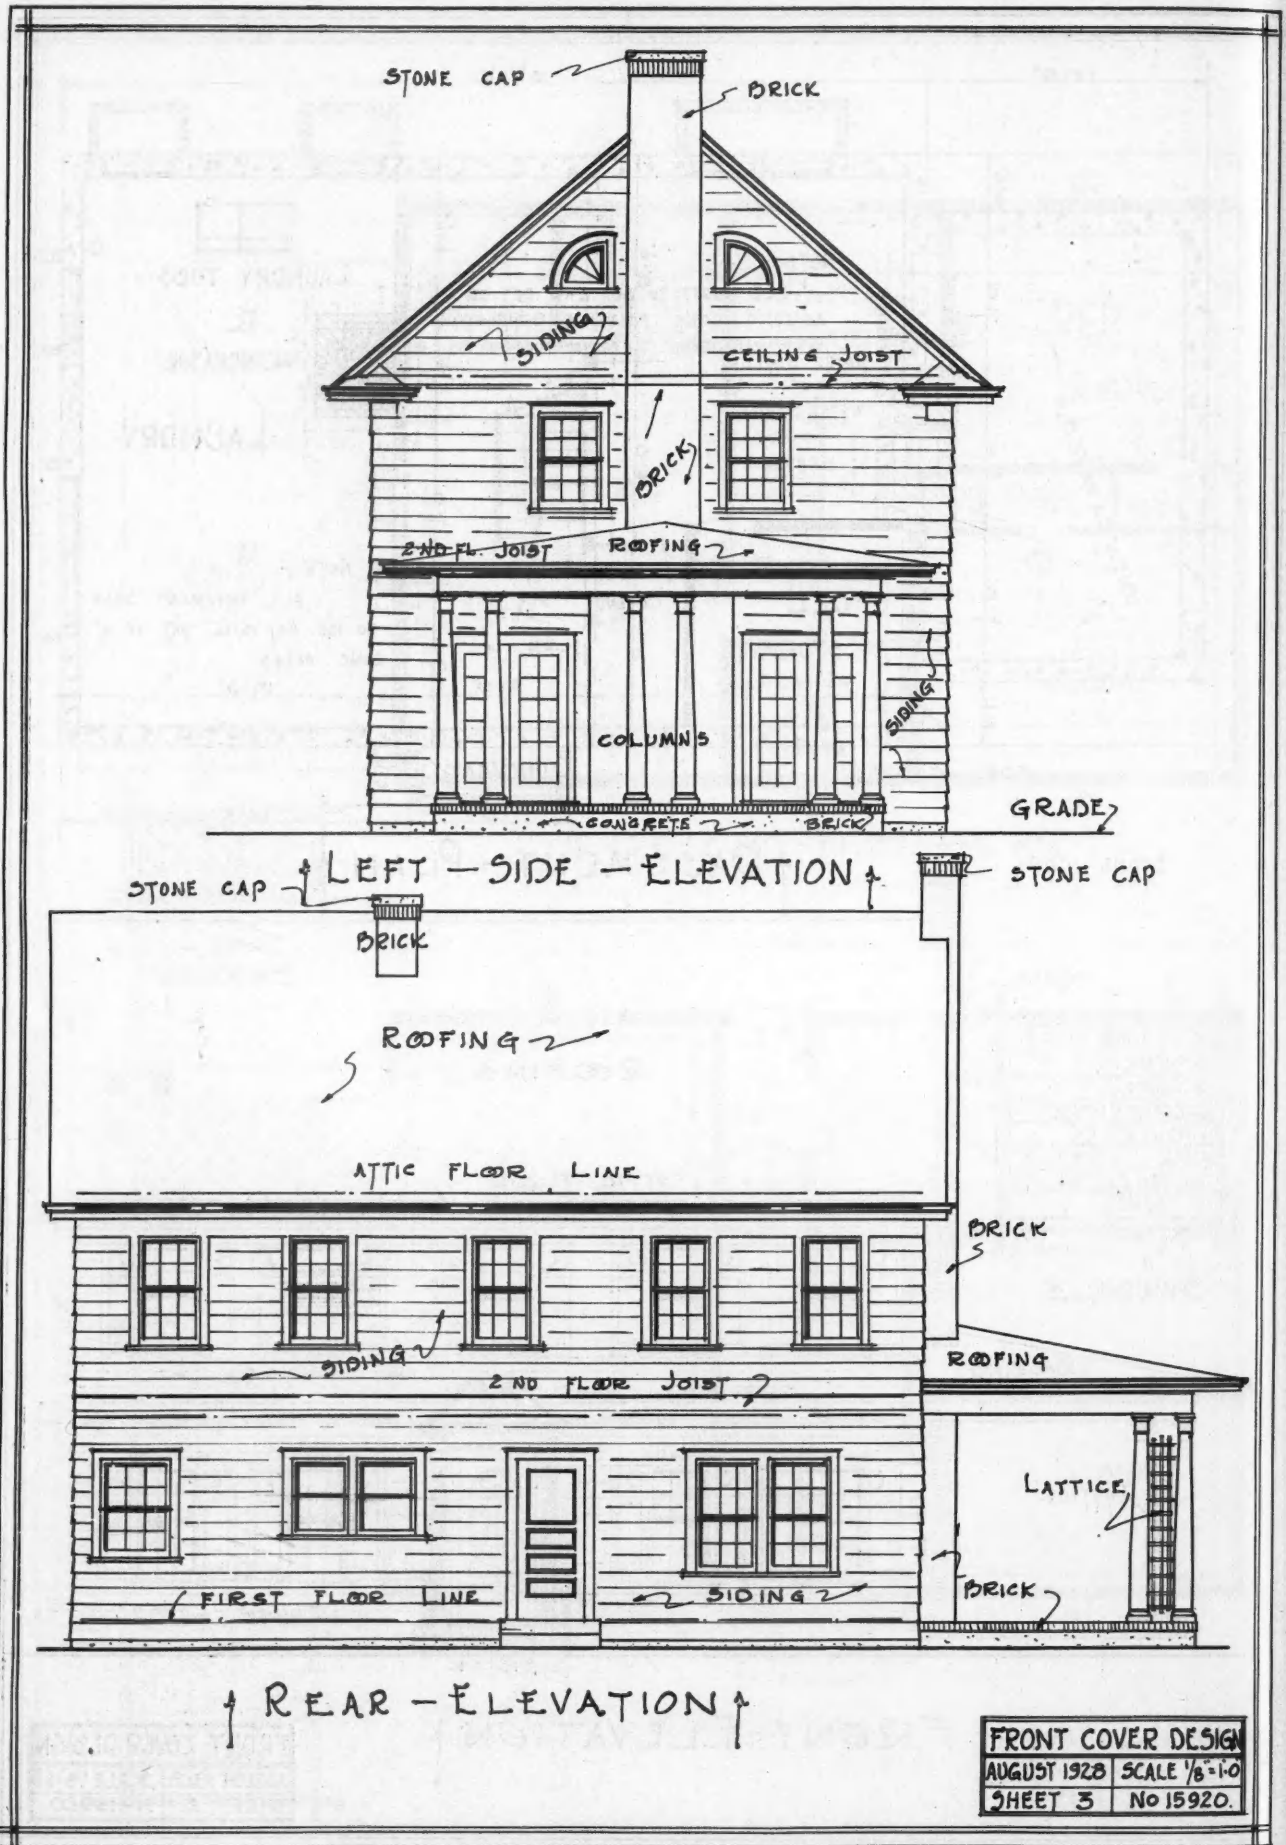 STONE CAP
BRICK
SIDING
CEILING JOIST
BRICK
2ND FL. JOIST
ROOFING
SIDING
COLUMNS
GRADE
CONCRETE
BRICK
LEFT - SIDE - ELEVATION
STONE CAP
STONE CAP
BRICK
ROOFING
ATTIC FLOOR LINE
BRICK
SIDING
ROOFING
2ND FLOOR JOIST
LATTICE
FIRST FLOOR LINE
SIDING
BRICK
REAR - ELEVATION
FRONT COVER DESIGN
AUGUST 1928 SCALE 1/8"=1'-0
SHEET 3 No 15920.